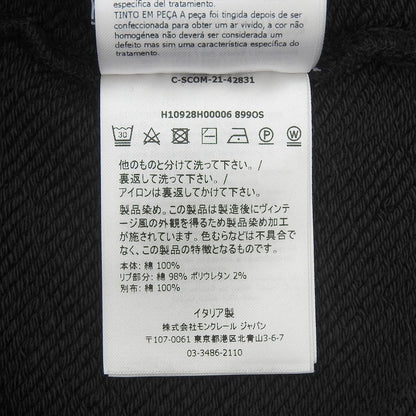 específica del tratamiento.
TINTO EM PEÇA A peça foi tingida depois de ser
confeccionada para obter um ar vivido, a cor não
homogénea não deverá ser considerada um
defeito mas sim uma característica específica do
tratamento.
C-SCOM-21-42831
H10928H00006 899OS
30
P
W
他のものと分けて洗って下さい。/
裏返して洗って下さい。/
アイロンは裏返してかけて下さい。
製品染め。この製品は製造後にヴィン
テージ風の外観を得るため製品染め加工
が施されています。色むらなどは不具合で
なく、この製品の特徴となるものです。
本体: 綿 100%
リブ部分: 綿 98% ポリウレタン 2%
別布: 綿 100%
イタリア製
株式会社モンクレール ジャパン
〒107-0061 東京都港区北青山3-6-7
03-3486-2110